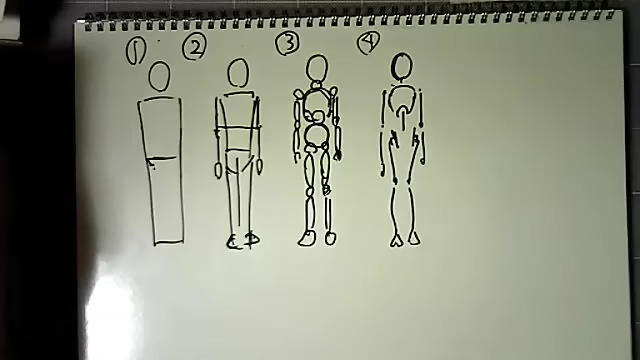 ① ② ③ ④